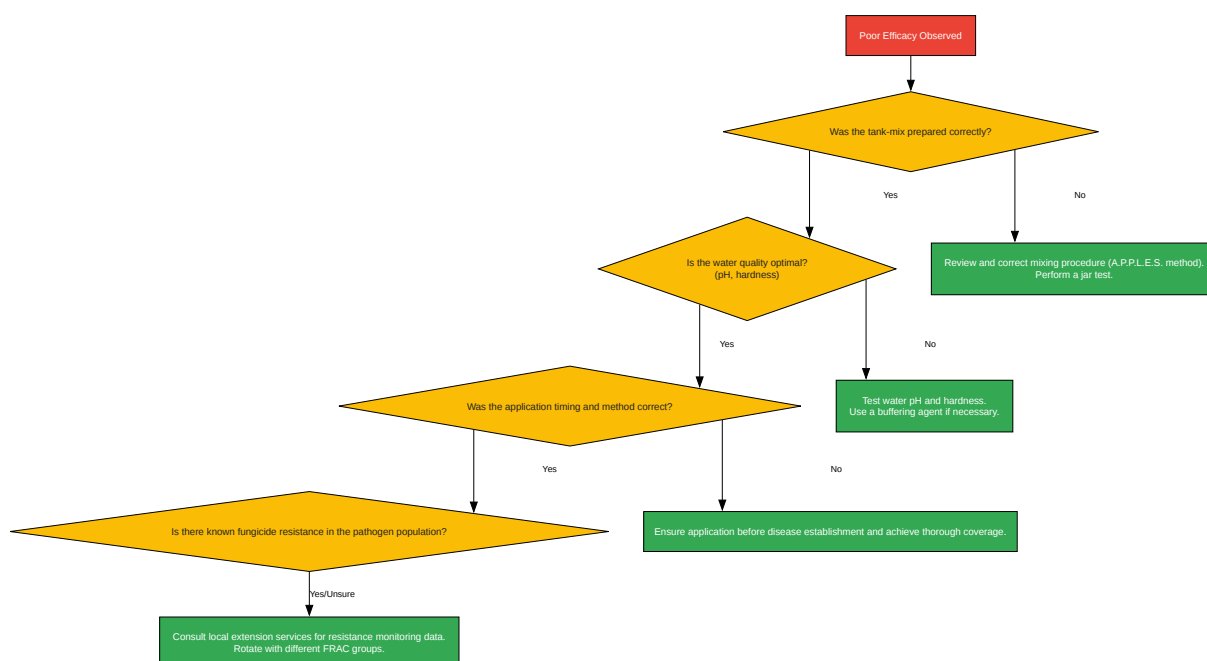 Poor Efficacy Observed
Was the tank-mix prepared correctly?
Yes
No
Is the water quality optimal?
(pH, hardness)
Review and correct mixing procedure (A.P.P.L.E.S. method).
Perform a jar test.
Yes
No
Was the application timing and method correct?
Test water pH and hardness.
Use a buffering agent if necessary.
Yes
No
Is there known fungicide resistance in the pathogen population?
Ensure application before disease establishment and achieve thorough coverage.
Yes/Unsure
Consult local extension services for resistance monitoring data.
Rotate with different FRAC groups.